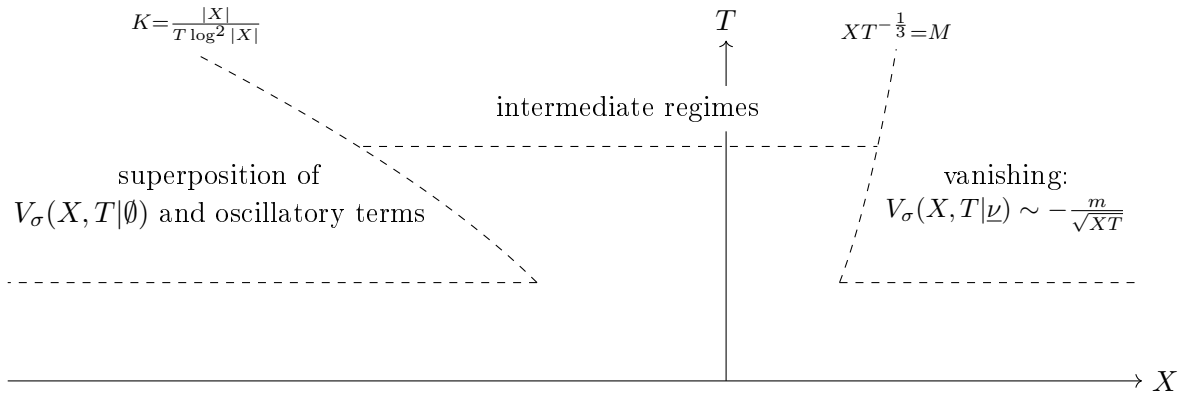 K=|X|/(T log² |X|)
T
XT^{-1/3}=M
intermediate regimes
superposition of
V_σ(X, T|∅) and oscillatory terms
vanishing:
V_σ(X, T|ν̲) ∼ −m/√(XT)
X